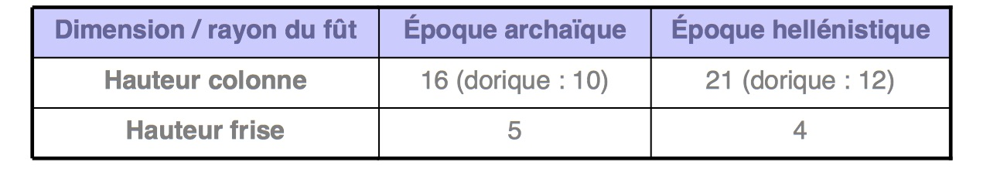 Dimension / rayon du fût Époque archaïque Époque hellénistique
Hauteur colonne 16 (dorique : 10) 21 (dorique : 12)
Hauteur frise 5 4